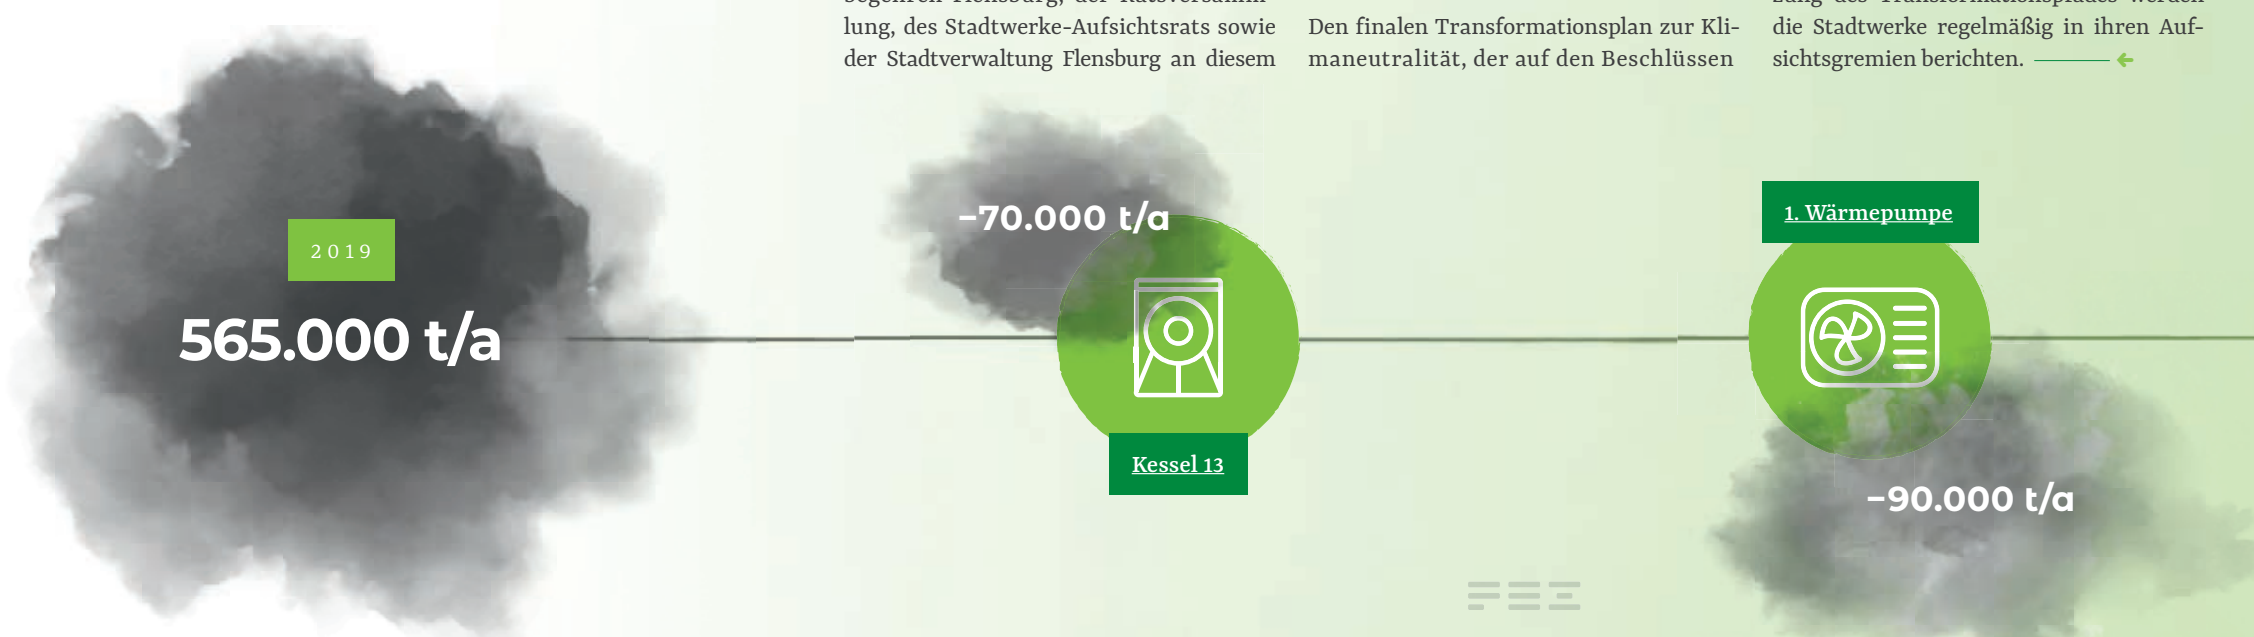 lung, des Stadtwerke-Aufsichtsrats sowie
der Stadtverwaltung Flensburg an diesem
Den finalen Transformationsplan zur Kli-
maneutralität, der auf den Beschlüssen
die Stadtwerke regelmäßig in ihren Auf-
sichtsgremien berichten.
2019
565.000 t/a
−70.000 t/a
Kessel 13
1. Wärmepumpe
−90.000 t/a